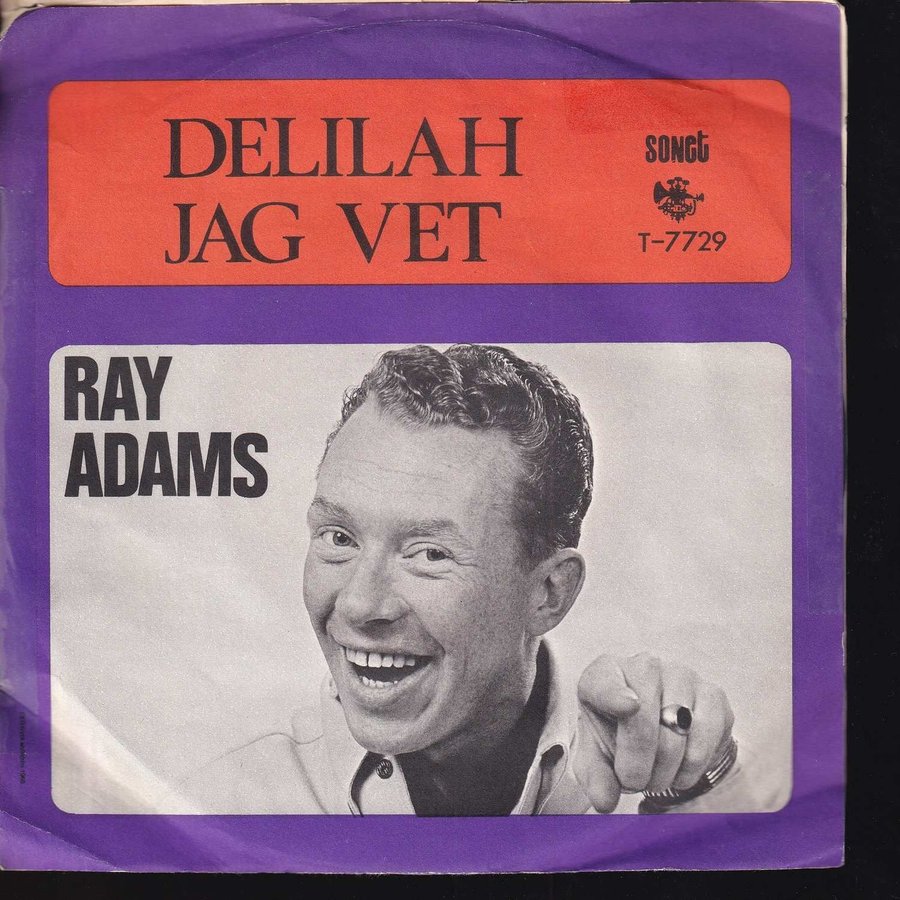 DELILAH
JAG VET
SONET
T-7729
RAY
ADAMS